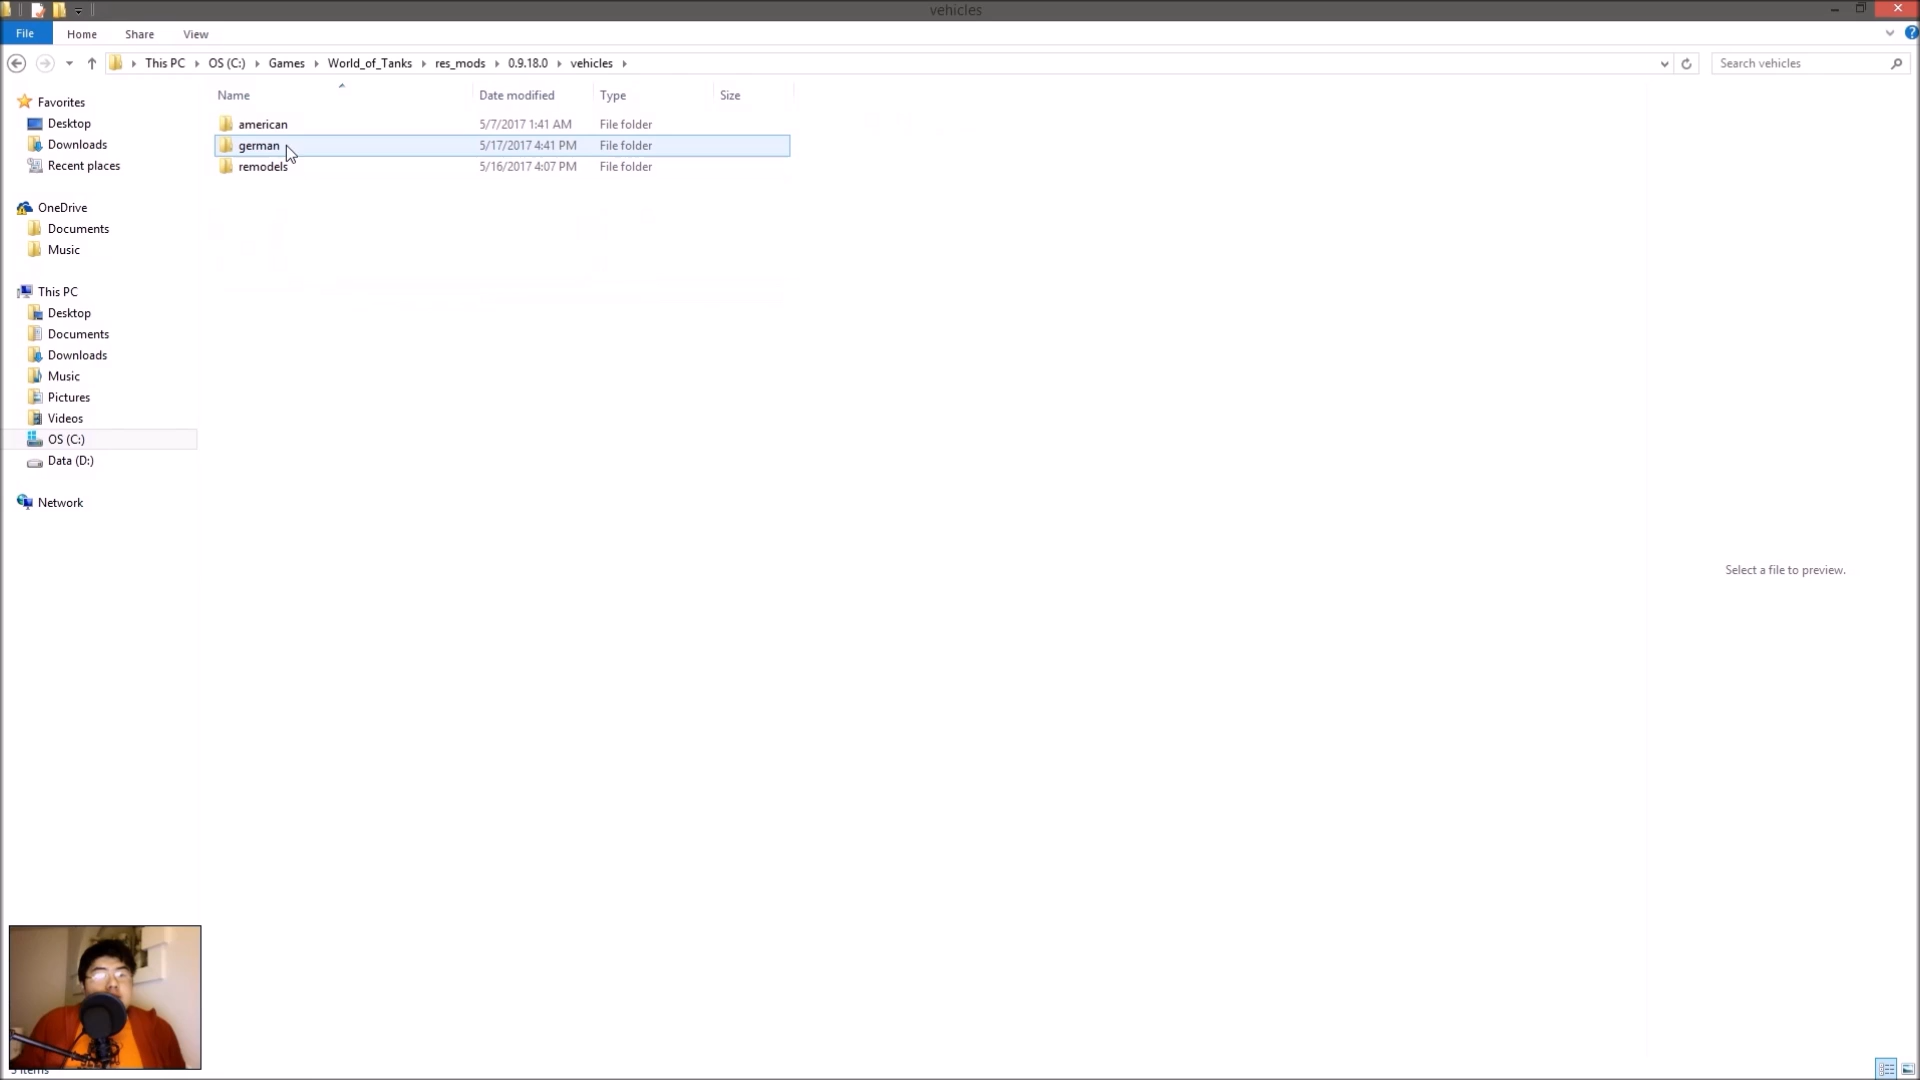 vehicles
File Home Share View
This PC OS (C:) Games World_of_Tanks res_mods 0.9.18.0 vehicles Search vehicles
Name Date modified Type Size
american 5/7/2017 1:41 AM File folder
german 5/17/2017 4:41 PM File folder
remodels 5/16/2017 4:07 PM File folder
Favorites
Desktop
Downloads
Recent places
OneDrive
Documents
Music
This PC
Desktop
Documents
Downloads
Music
Pictures
Videos
OS (C:)
Data (D:)
Network
Select a file to preview.
items